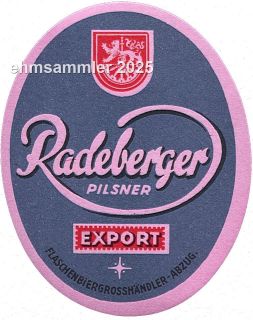 ehmsammler 2025
Radeberger
PILSNER
EXPORT
FLASCHENBIERGROSSHÄNDLER-ABZUG.